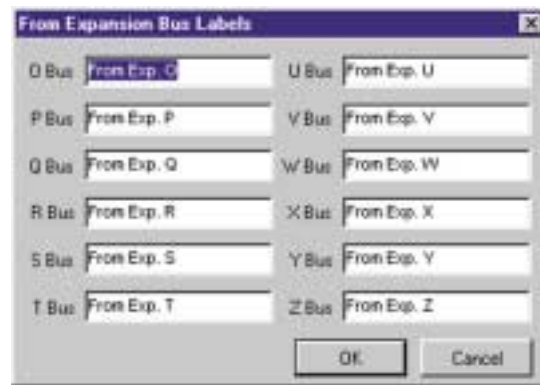 From Expansion Bus Labels
O Bus From Exp. O U Bus From Exp. U
P Bus From Exp. P V Bus From Exp. V
Q Bus From Exp. Q W Bus From Exp. W
R Bus From Exp. R X Bus From Exp. X
S Bus From Exp. S Y Bus From Exp. Y
T Bus From Exp. T Z Bus From Exp. Z
OK Cancel